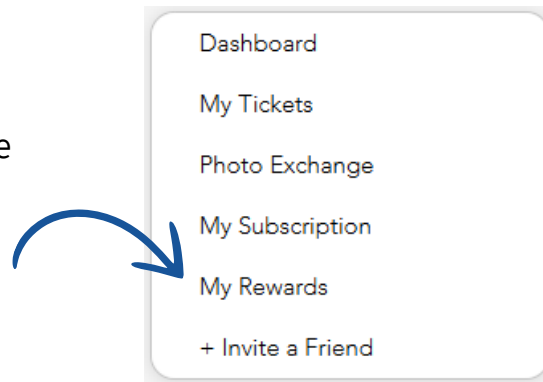 Dashboard
My Tickets
e
Photo Exchange
My Subscription
My Rewards
+ Invite a Friend